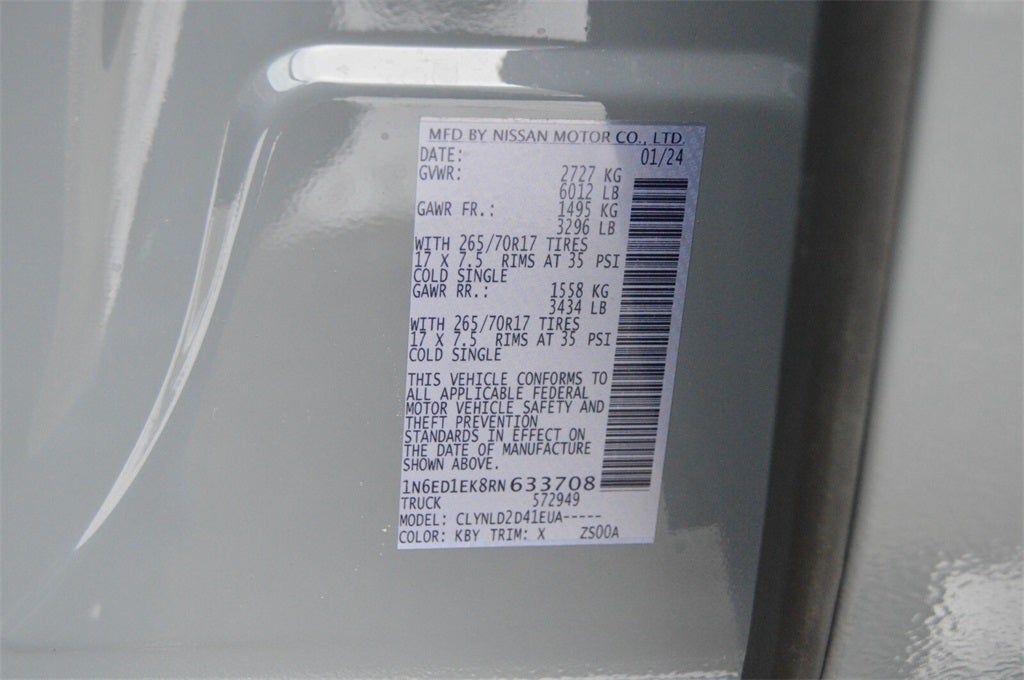 MFD BY NISSAN MOTOR CO., LTD.
DATE: 01/24
GVWR: 2727 KG
6012 LB
GAWR FR.: 1495 KG
3296 LB
WITH 265/70R17 TIRES
17 X 7.5 RIMS AT 35 PSI
COLD SINGLE
GAWR RR.: 1558 KG
3434 LB
WITH 265/70R17 TIRES
17 X 7.5 RIMS AT 35 PSI
COLD SINGLE
THIS VEHICLE CONFORMS TO
ALL APPLICABLE FEDERAL
MOTOR VEHICLE SAFETY AND
THEFT PREVENTION
STANDARDS IN EFFECT ON
THE DATE OF MANUFACTURE
SHOWN ABOVE.
1N6ED1EK8RN633708
TRUCK 572949
MODEL: CLYNLD2D41EUA-----
COLOR: KBY TRIM: X ZS00A